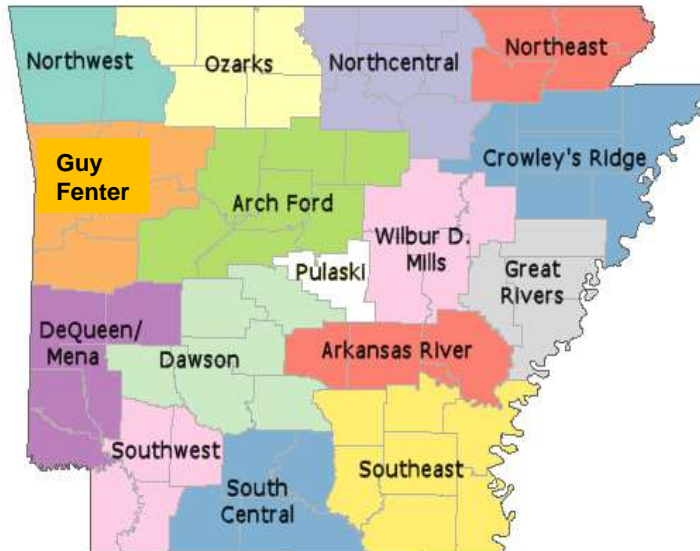 Northwest
Ozarks
Northcentral
Northeast
Guy
Fenter
Arch Ford
Crowley's Ridge
Wilbur D.
Mills
Pulaski
Great
Rivers
DeQueen/
Mena
Dawson
Arkansas River
Southwest
South
Central
Southeast